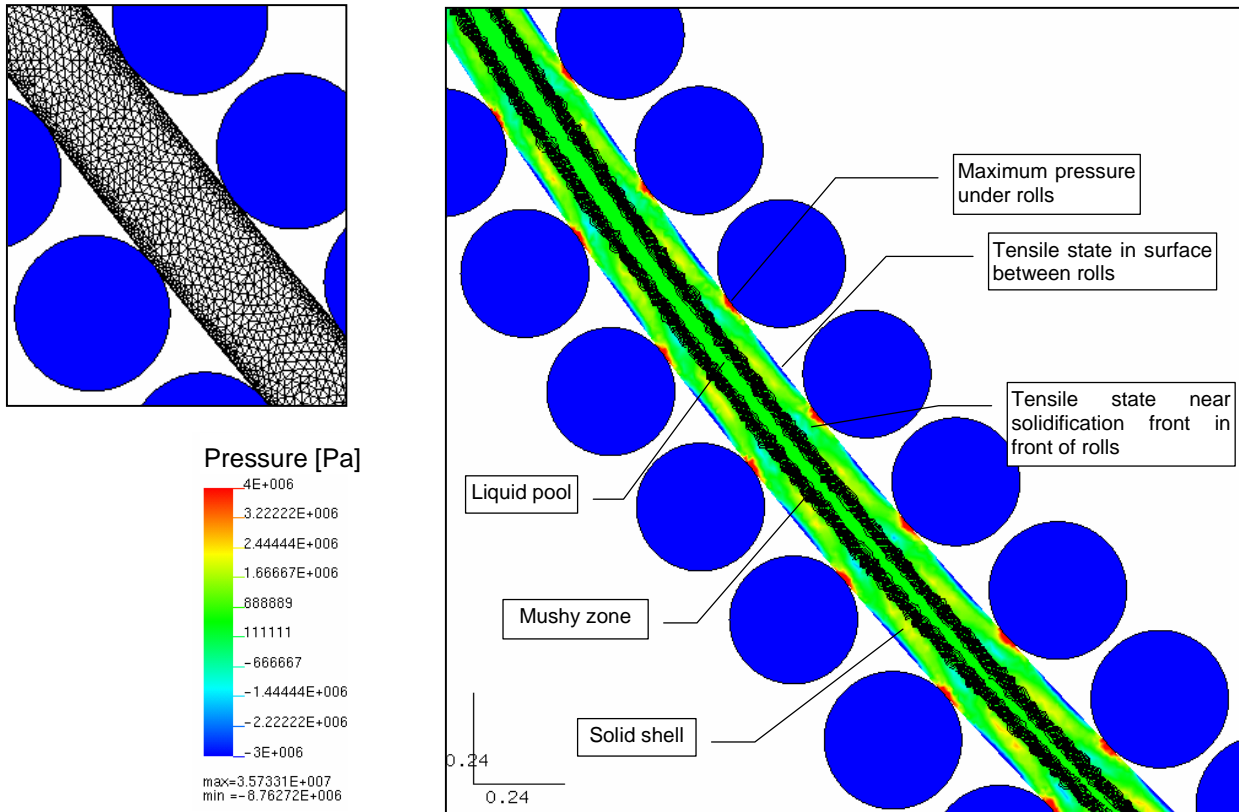 Pressure [Pa]
4E+006
3.22222E+006
2.44444E+006
1.66667E+006
888889
111111
-666667
-1.44444E+006
-2.22222E+006
-3E+006
max=3.57331E+007
min =-8.76272E+006
Maximum pressure
under rolls
Tensile state in surface
between rolls
Tensile state near
solidification front in
front of rolls
Liquid pool
Mushy zone
Solid shell
0.24
0.24